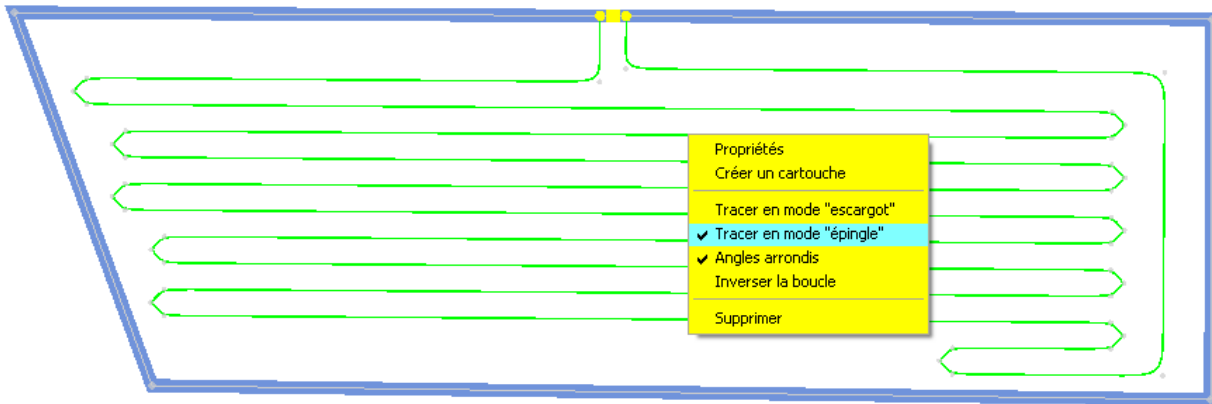 Propriétés
Créer un cartouche
Tracer en mode "escargot"
Tracer en mode "épingle"
Angles arrondis
Inverser la boucle
Supprimer